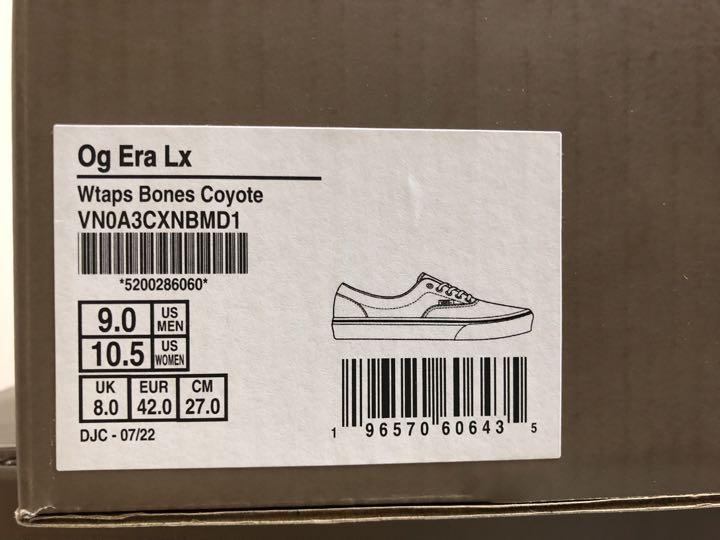 Og Era Lx
Wtaps Bones Coyote
VN0A3CXNBMD1
*5200286060*
9.0 US MEN
10.5 US WOMEN
UK EUR CM
8.0 42.0 27.0
DJC - 07/22
1 96570 60643 5